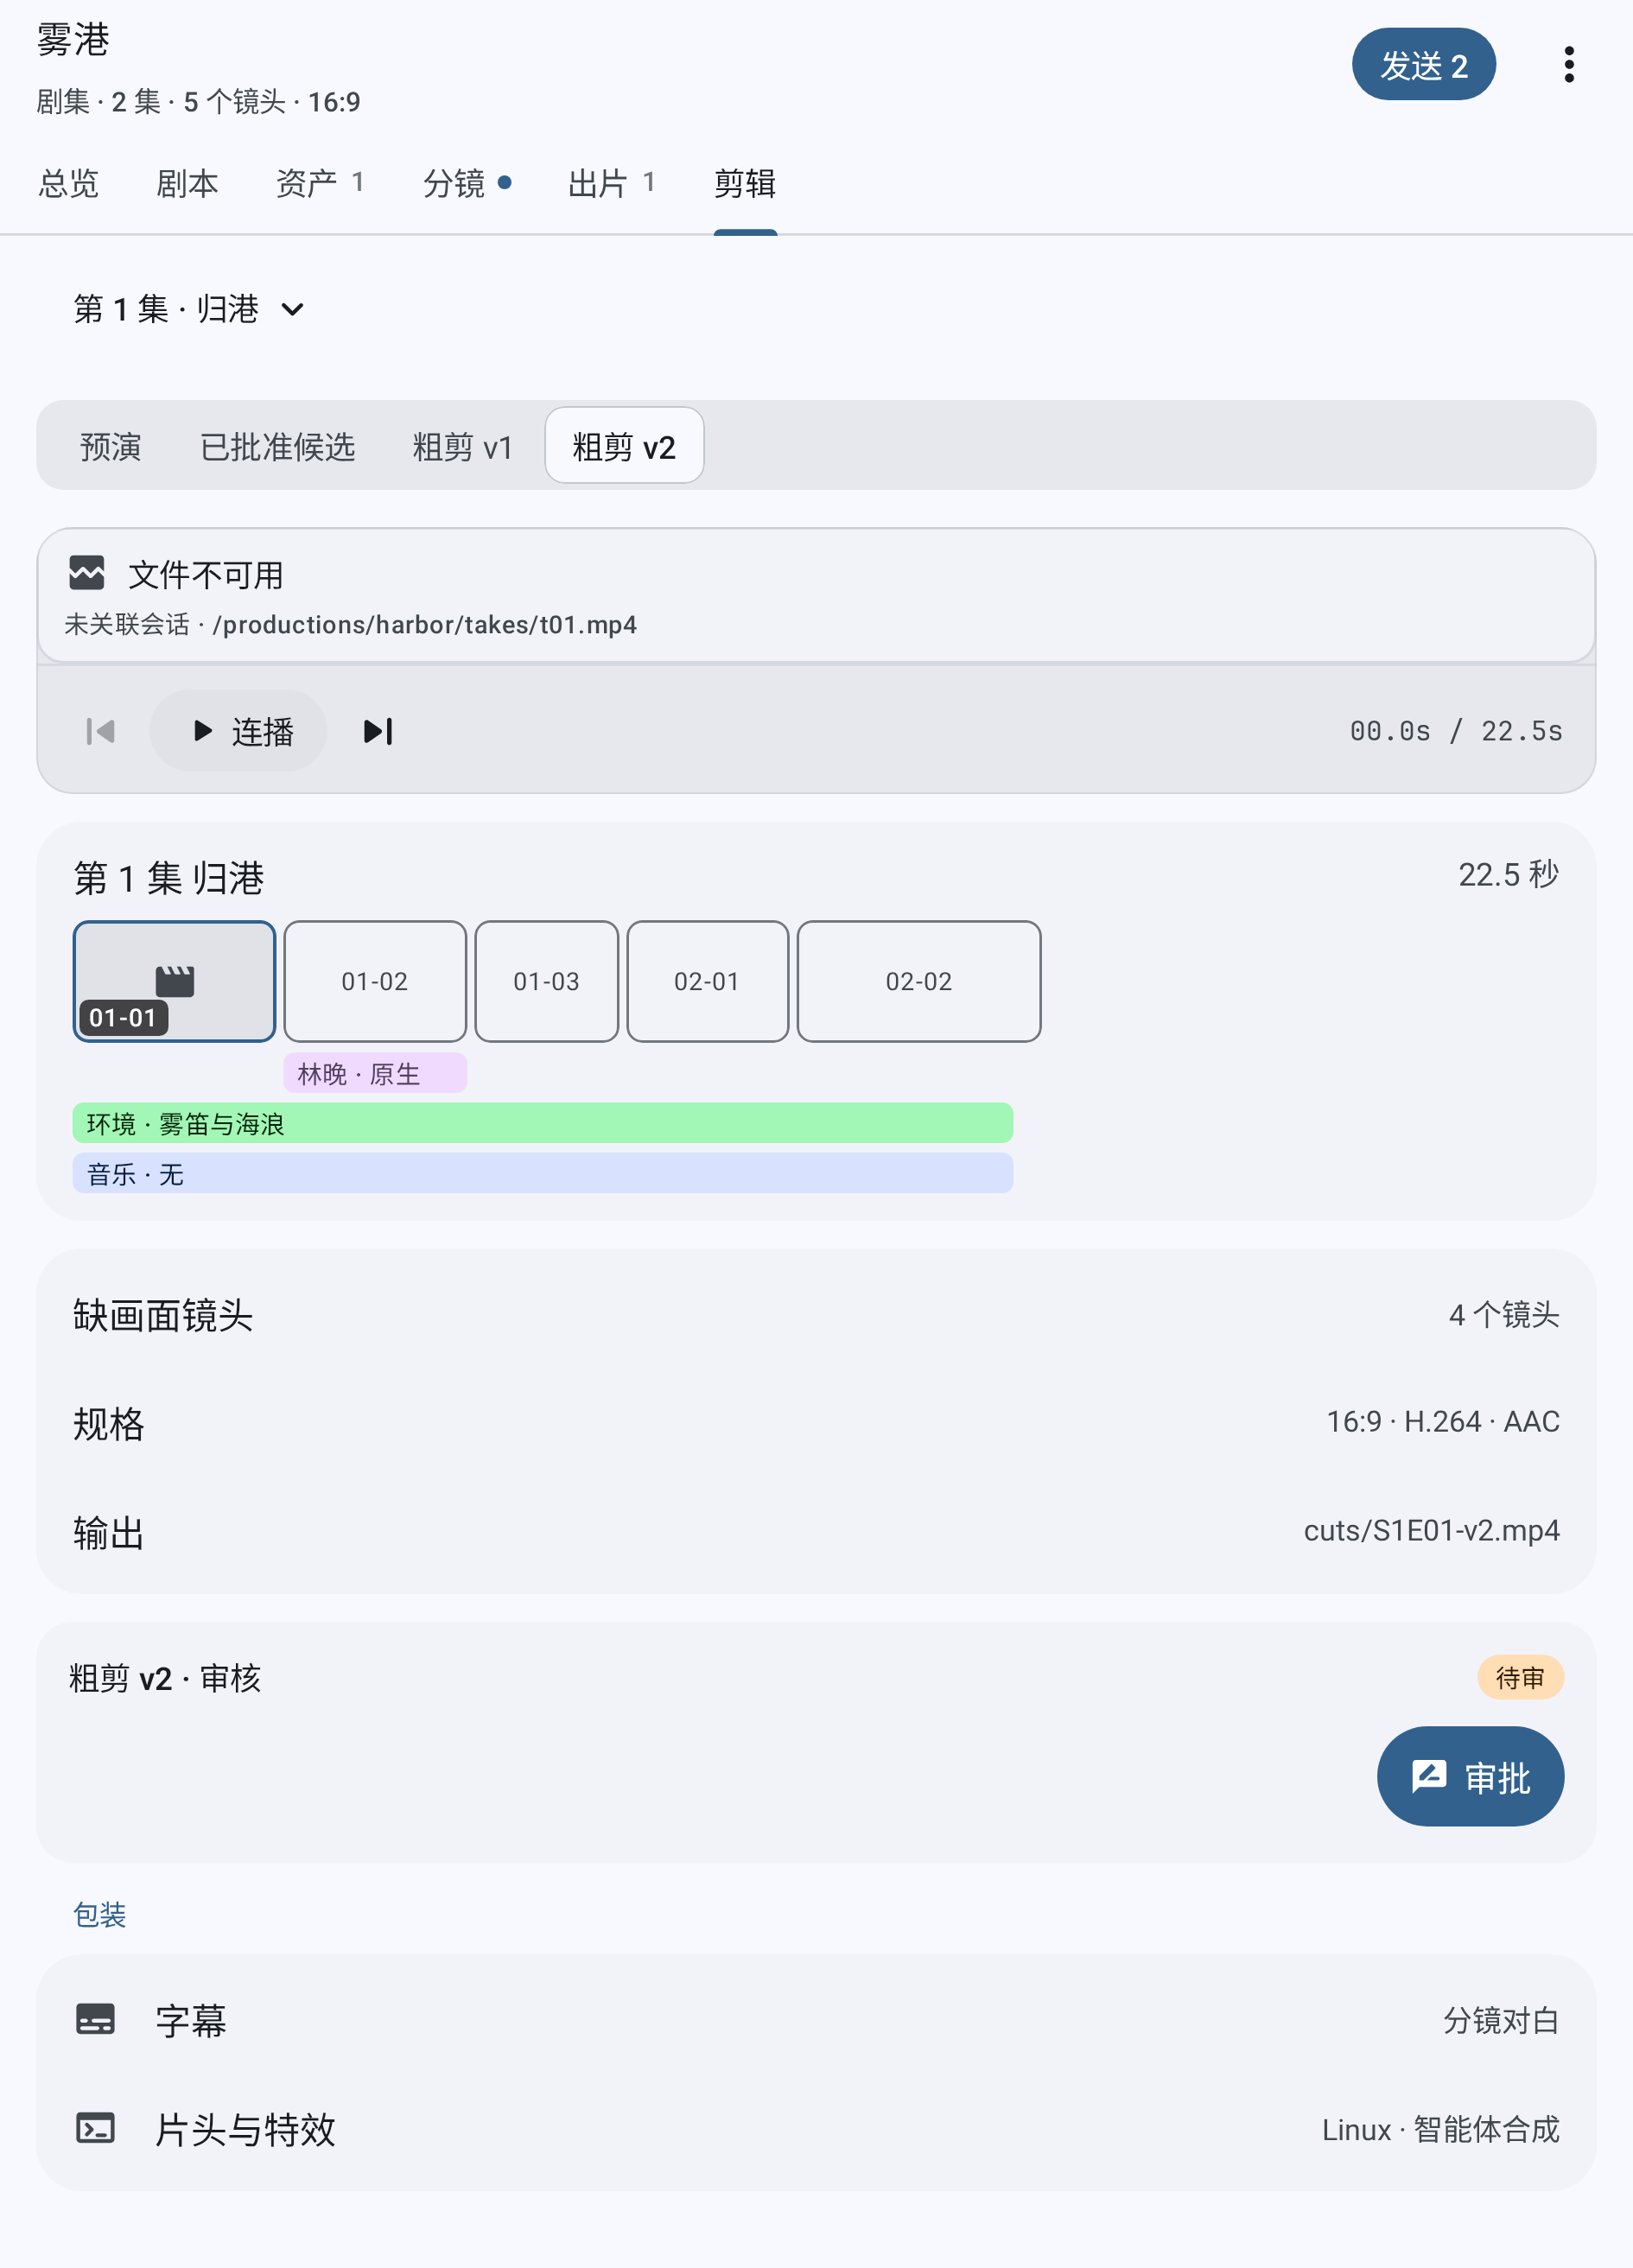 雾港
发送 2
剧集 · 2 集 · 5 个镜头 · 16:9
总览 剧本 资产 1 分镜 出片 1 剪辑
第 1 集 · 归港
预演 已批准候选 粗剪 v1 粗剪 v2
文件不可用
未关联会话 · /productions/harbor/takes/t01.mp4
连播 00.0s / 22.5s
第 1 集 归港 22.5 秒
01-01 01-02 01-03 02-01 02-02
林晚 · 原生
环境 · 雾笛与海浪
音乐 · 无
缺画面镜头 4 个镜头
规格 16:9 · H.264 · AAC
输出 cuts/S1E01-v2.mp4
粗剪 v2 · 审核 待审
审批
包装
字幕 分镜对白
片头与特效 Linux · 智能体合成